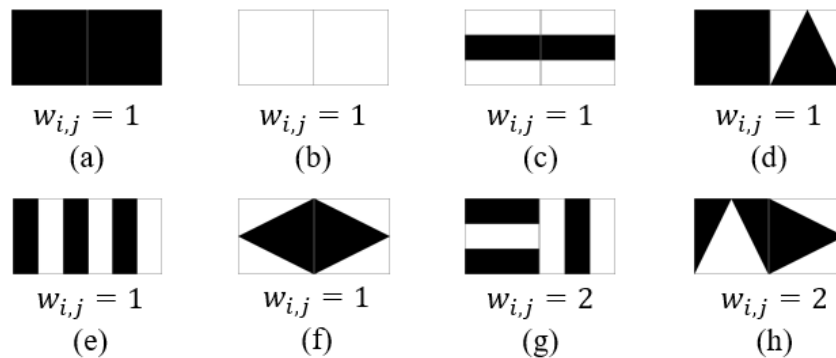 w_{i,j} = 1 w_{i,j} = 1 w_{i,j} = 1 w_{i,j} = 1
(a) (b) (c) (d)
w_{i,j} = 1 w_{i,j} = 1 w_{i,j} = 2 w_{i,j} = 2
(e) (f) (g) (h)